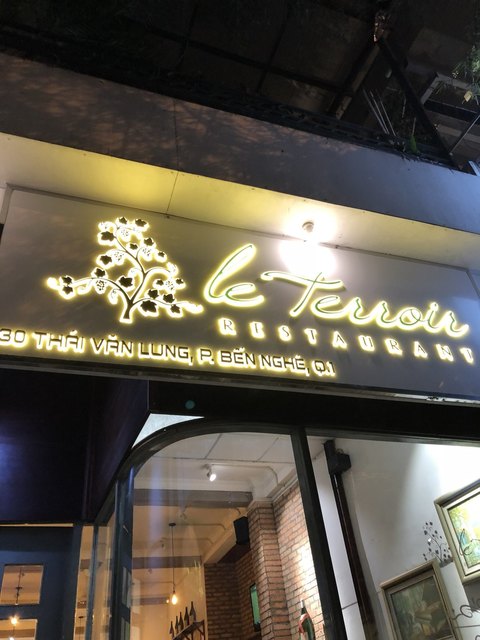 le Terroir
RESTAURANT
30 THÁI VĂN LUNG, P. BẾN NGHÉ, Q.1